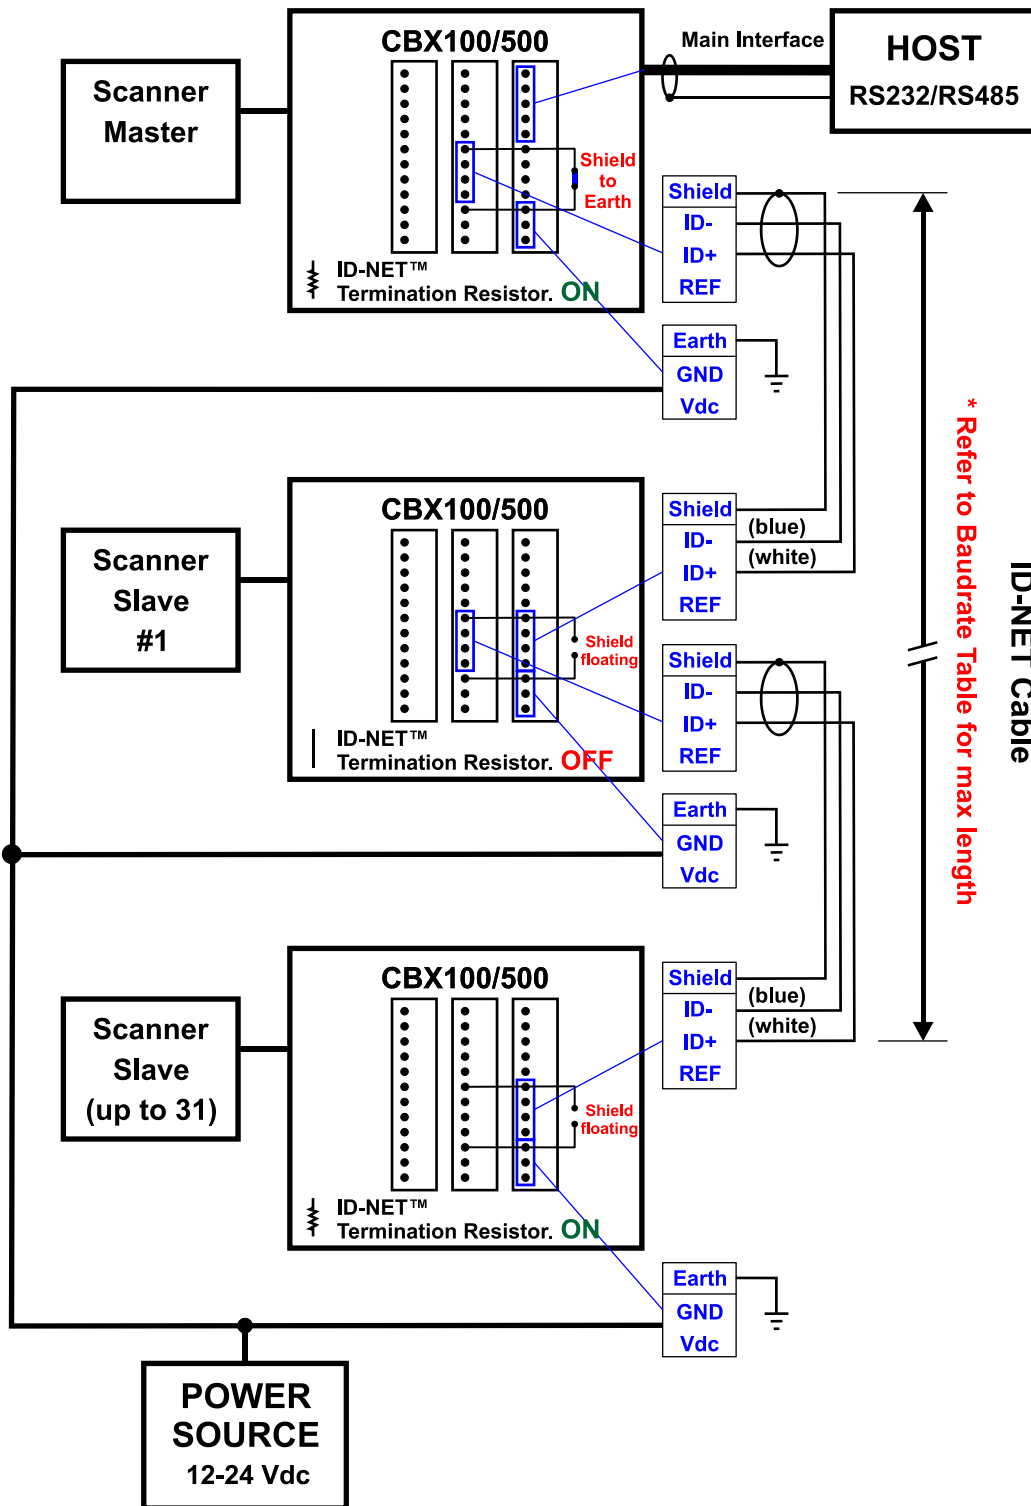 CBX100/500
Main Interface
HOST
RS232/RS485
Scanner
Master
Shield
to
Earth
ID-NET™
Termination Resistor. ON
Shield
ID-
ID+
REF
Earth
GND
Vdc
CBX100/500
Scanner
Slave
#1
Shield
floating
ID-NET™
Termination Resistor. OFF
Shield
ID-
(blue)
ID+
(white)
REF
Shield
ID-
ID+
REF
Earth
GND
Vdc
* Refer to Baudrate Table for max length
ID-NET Cable
CBX100/500
Scanner
Slave
(up to 31)
Shield
floating
ID-NET™
Termination Resistor. ON
Shield
ID-
(blue)
ID+
(white)
REF
Earth
GND
Vdc
POWER
SOURCE
12-24 Vdc